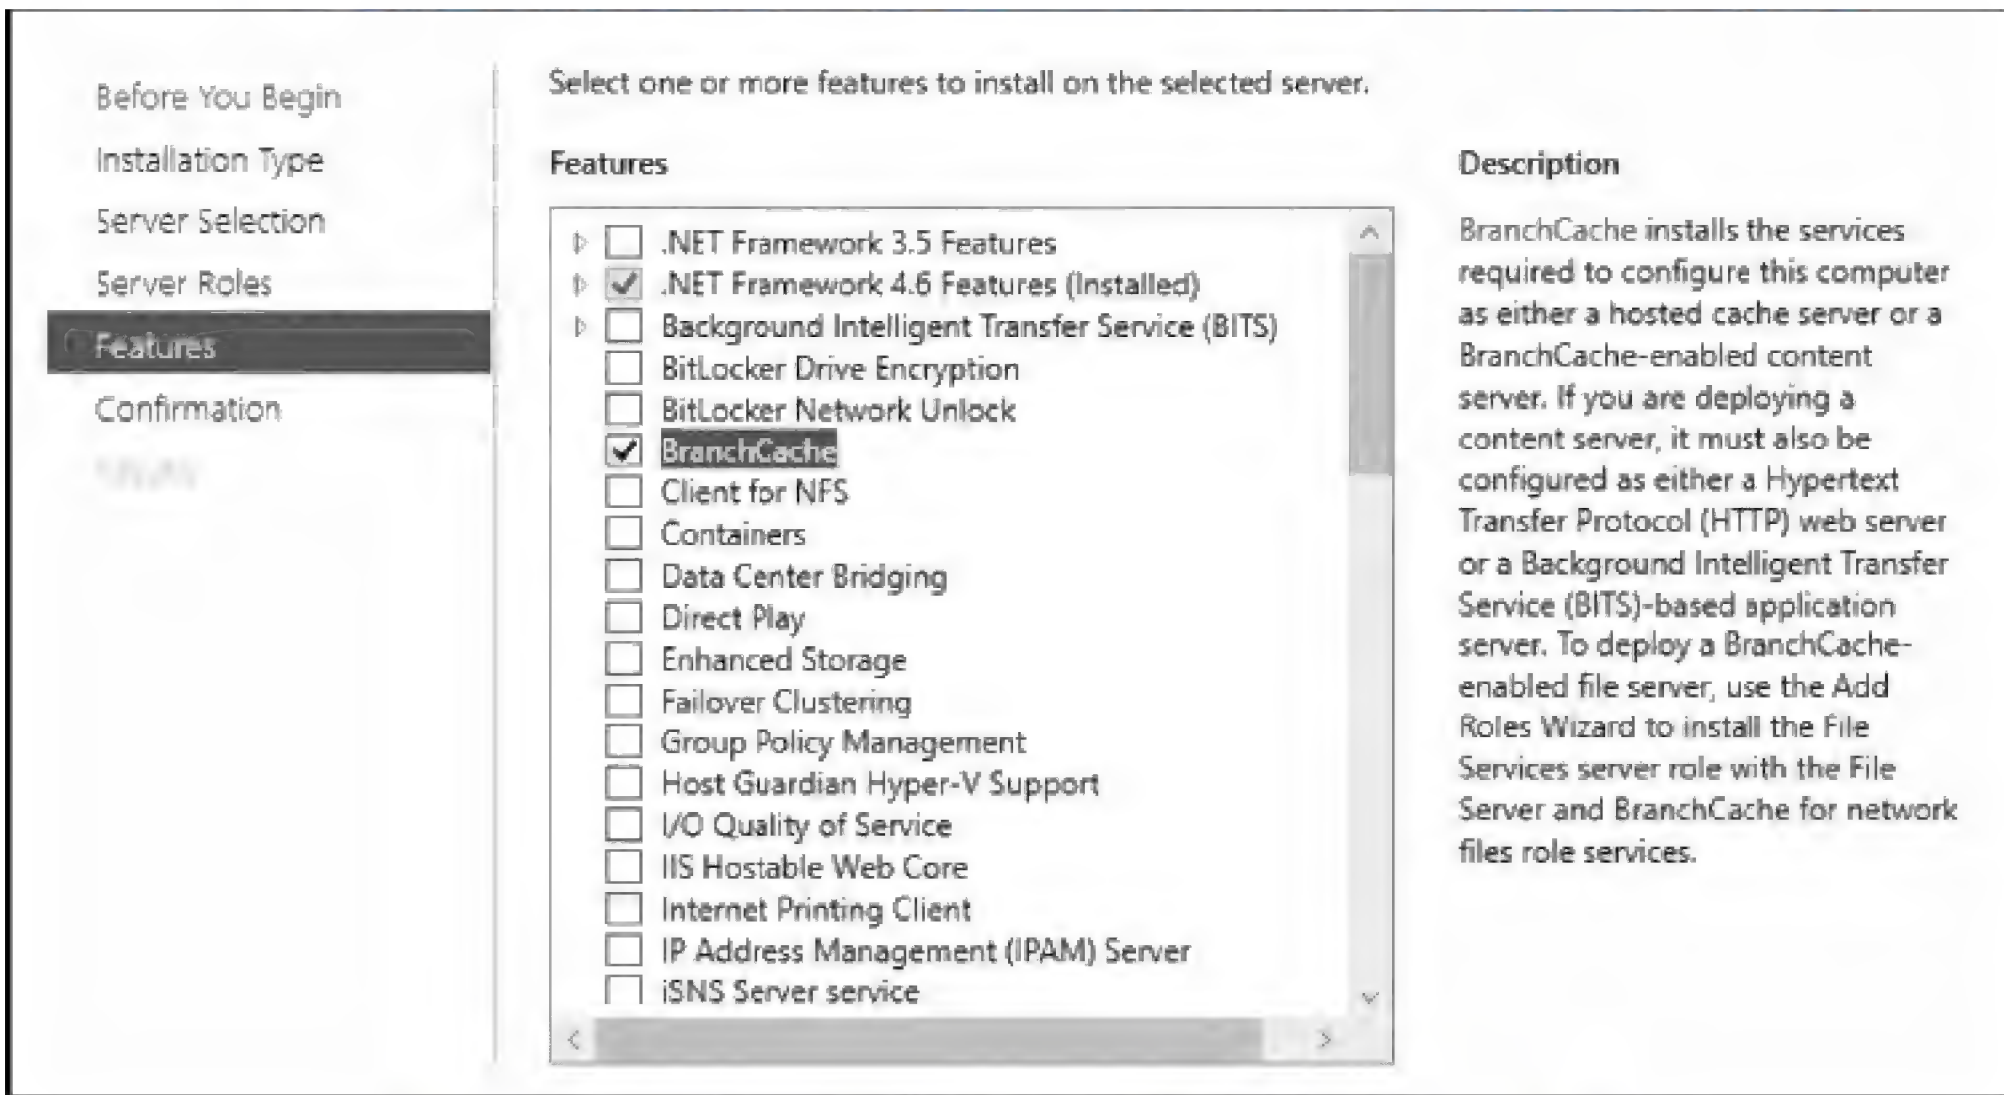 Before You Begin
Installation Type
Server Selection
Server Roles
Features
Confirmation
Select one or more features to install on the selected server.
Features
.NET Framework 3.5 Features
.NET Framework 4.6 Features (Installed)
Background Intelligent Transfer Service (BITS)
BitLocker Drive Encryption
BitLocker Network Unlock
BranchCache
Client for NFS
Containers
Data Center Bridging
Direct Play
Enhanced Storage
Failover Clustering
Group Policy Management
Host Guardian Hyper-V Support
I/O Quality of Service
IIS Hostable Web Core
Internet Printing Client
IP Address Management (IPAM) Server
iSNS Server service
Description
BranchCache installs the services
required to configure this computer
as either a hosted cache server or a
BranchCache-enabled content
server. If you are deploying a
content server, it must also be
configured as either a Hypertext
Transfer Protocol (HTTP) web server
or a Background Intelligent Transfer
Service (BITS)-based application
server. To deploy a BranchCache-
enabled file server, use the Add
Roles Wizard to install the File
Services server role with the File
Server and BranchCache for network
files role services.